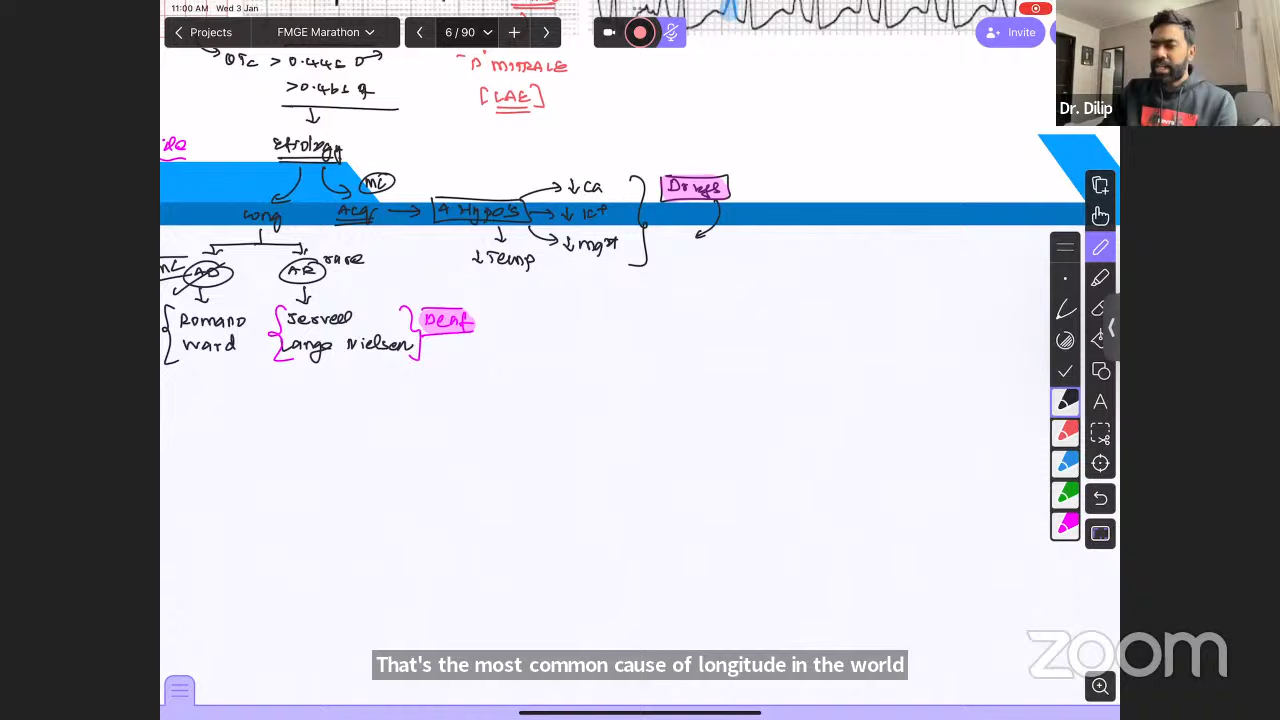 11:00 AM Wed 3 Jan
Projects
FMGE Marathon
6 / 90
Invite
Dr. Dilip
QTc > 0.44s
> 0.46s
P' MITRALE
[LAE]
Etiology
MC
Cong
Acq
4 Hypo's
↓ Ca
↓ K+
↓ mg2+
↓ Temp
Drugs
AD
AR rare
Romano
Ward
Jervell
Lange Nielsen
Deaf
That's the most common cause of longitude in the world
zoom